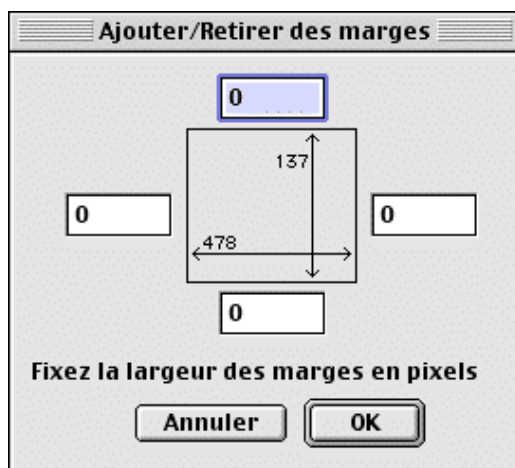 Ajouter/Retirer des marges
0
137
0
0
478
0
Fixez la largeur des marges en pixels
Annuler
OK